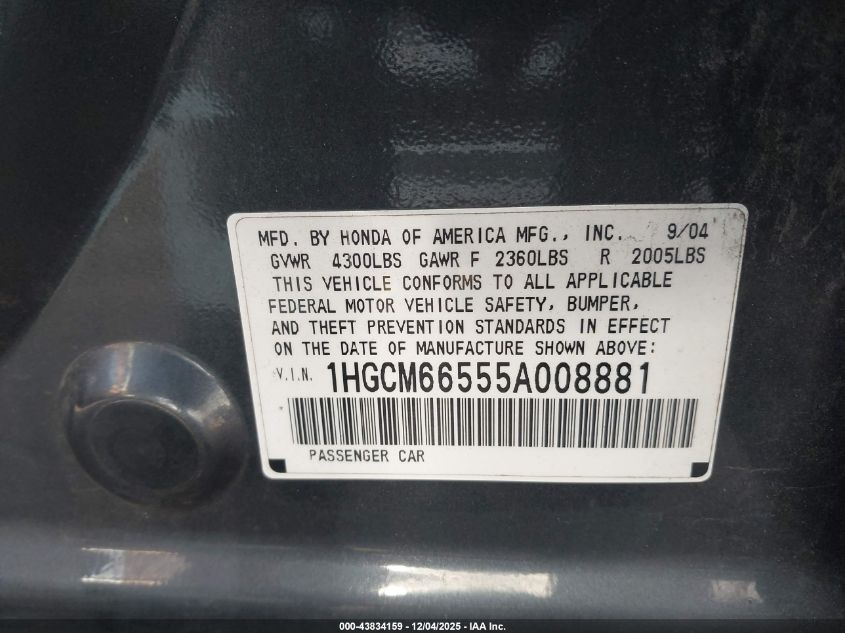 MFD. BY HONDA OF AMERICA MFG., INC. 9/04
GVWR 4300LBS GAWR F 2360LBS R 2005LBS
THIS VEHICLE CONFORMS TO ALL APPLICABLE
FEDERAL MOTOR VEHICLE SAFETY, BUMPER,
AND THEFT PREVENTION STANDARDS IN EFFECT
ON THE DATE OF MANUFACTURE SHOWN ABOVE:
V.I.N. 1HGCM66555A008881
PASSENGER CAR
000-43834159 - 12/04/2025 - IAA Inc.